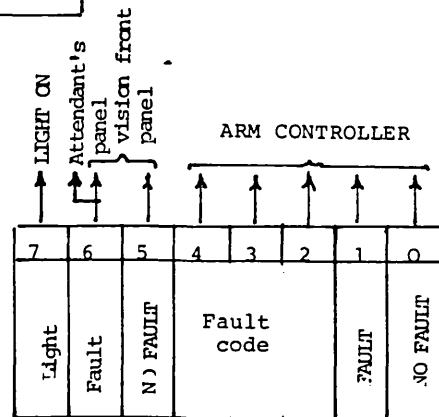 LIGHT ON
Attendant's
panel
vision front
panel
ARM CONTROLLER
7 6 5 4 3 2 1 0
Light
Fault
NO FAULT
Fault
code
FAULT
NO FAULT